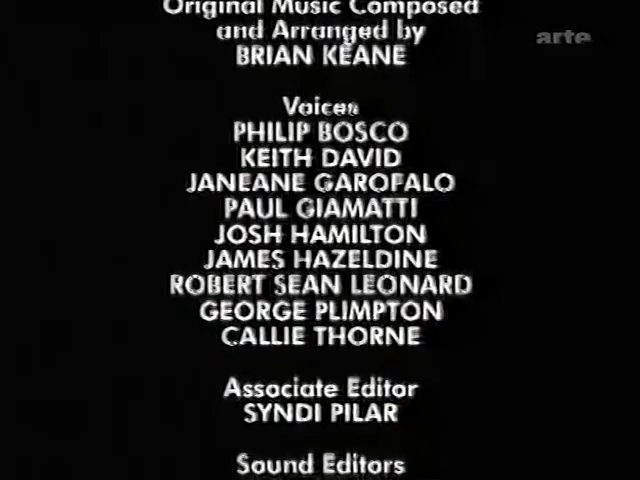 Original Music Composed
and Arranged by
BRIAN KEANE
arte
Voices
PHILIP BOSCO
KEITH DAVID
JANEANE GAROFALO
PAUL GIAMATTI
JOSH HAMILTON
JAMES HAZELDINE
ROBERT SEAN LEONARD
GEORGE PLIMPTON
CALLIE THORNE
Associate Editor
SYNDI PILAR
Sound Editors